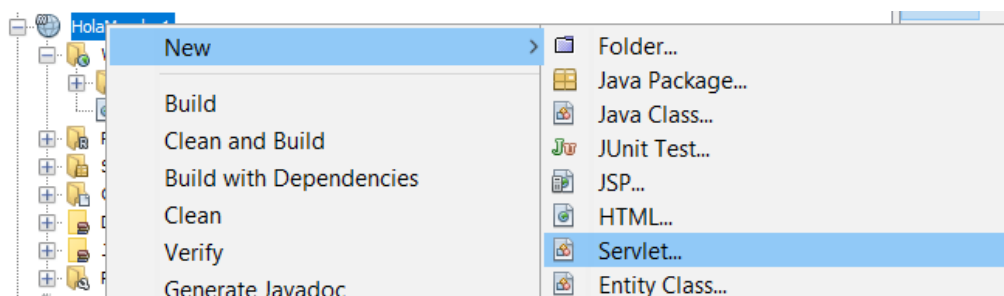 Hola
New
Build
Clean and Build
Build with Dependencies
Clean
Verify
Generate Javadoc
Folder...
Java Package...
Java Class...
JUnit Test...
JSP...
HTML...
Servlet...
Entity Class...